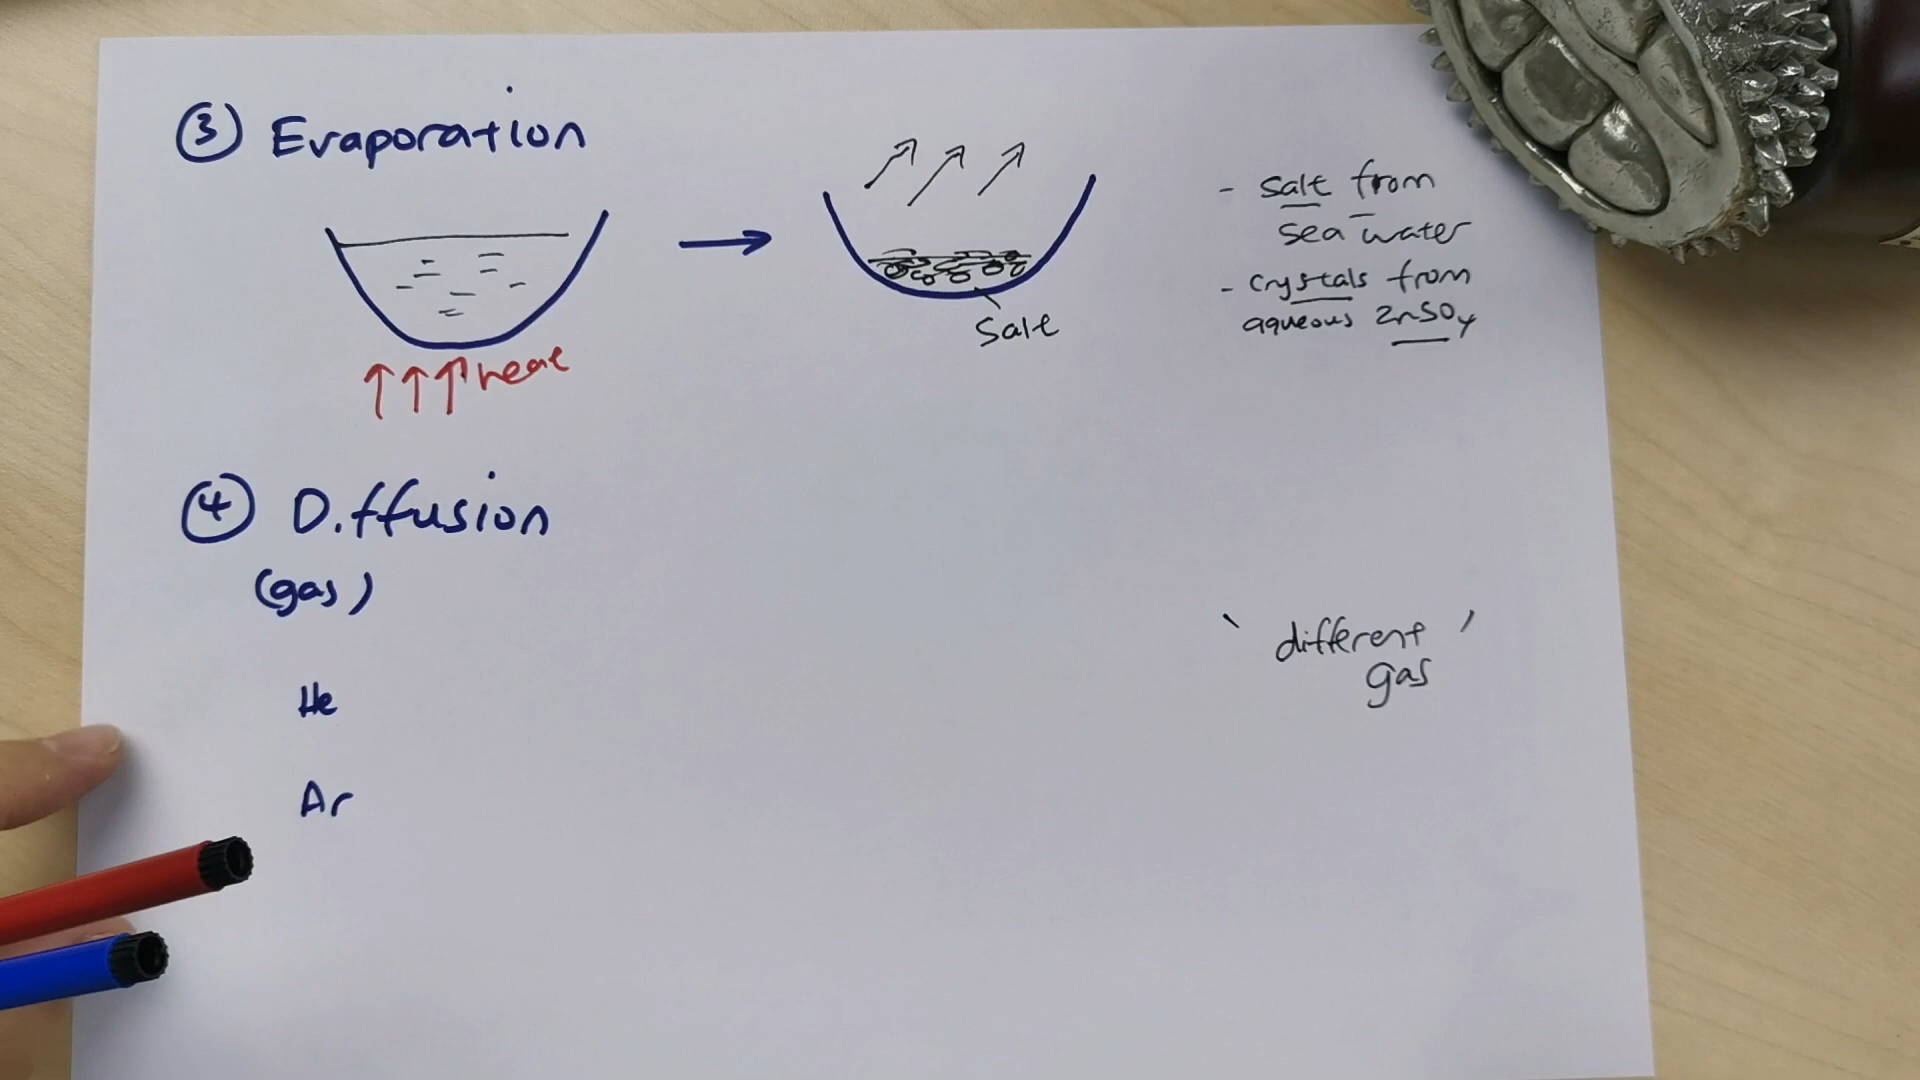 ③ Evaporation
heat
Salt
- salt from
sea water
- crystals from
aqueous ZnSO4
④ Diffusion
(gas)
He
Ar
‘ different ’
gas